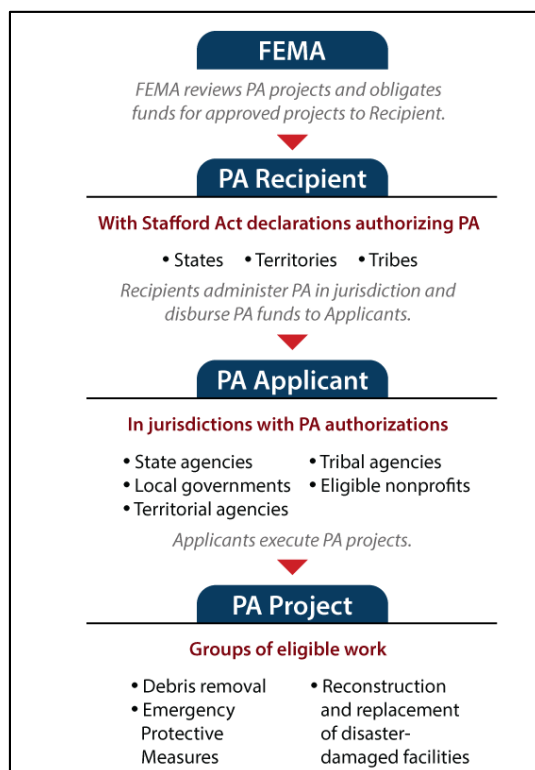 FEMA
FEMA reviews PA projects and obligates
funds for approved projects to Recipient.
PA Recipient
With Stafford Act declarations authorizing PA
• States • Territories • Tribes
Recipients administer PA in jurisdiction and
disburse PA funds to Applicants.
PA Applicant
In jurisdictions with PA authorizations
• State agencies
• Local governments
• Territorial agencies
• Tribal agencies
• Eligible nonprofits
Applicants execute PA projects.
PA Project
Groups of eligible work
• Debris removal
• Emergency
Protective
Measures
• Reconstruction
and replacement
of disaster-
damaged facilities